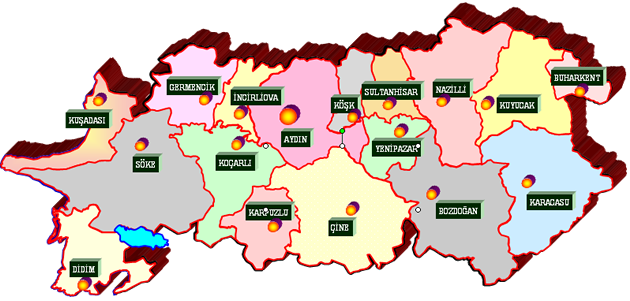 BUHARKENT
GERMENCİK
İNCİRLİOVA
SULTANHİSAR
NAZİLLİ
KUYUCAK
KÖŞK
KUŞADASI
AYDIN
YENİPAZAR
SÖKE
KOÇARLI
KARACASU
KARPUZLU
BOZDOĞAN
ÇİNE
DİDİM